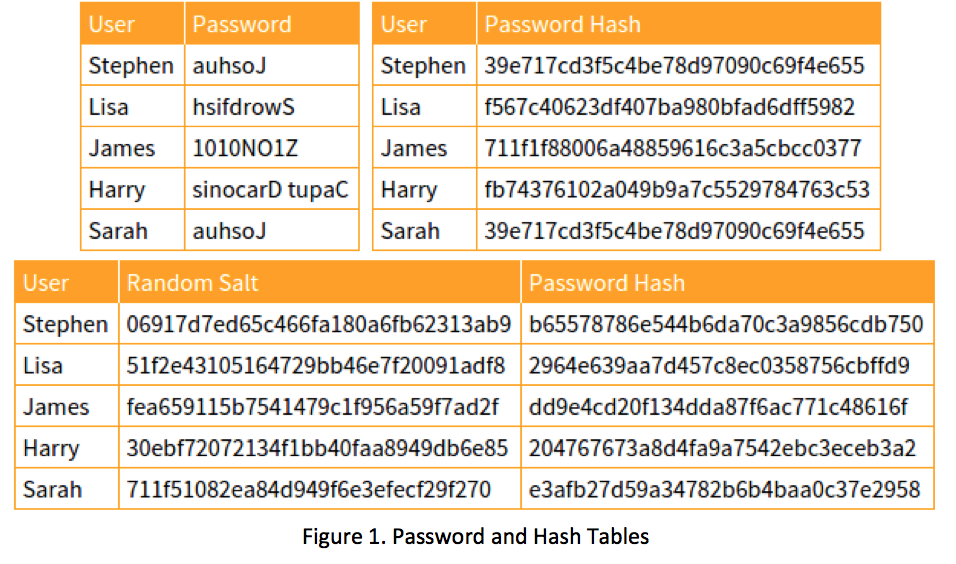 User Password
Stephen auhsoJ
Lisa hsifdrowS
James 1010NO1Z
Harry sinocarD tupaC
Sarah auhsoJ
User Password Hash
Stephen 39e717cd3f5c4be78d97090c69f4e655
Lisa f567c40623df407ba980bfad6dff5982
James 711f1f88006a48859616c3a5cbcc0377
Harry fb74376102a049b9a7c5529784763c53
Sarah 39e717cd3f5c4be78d97090c69f4e655
User Random Salt Password Hash
Stephen 06917d7ed65c466fa180a6fb62313ab9 b65578786e544b6da70c3a9856cdb750
Lisa 51f2e43105164729bb46e7f20091adf8 2964e639aa7d457c8ec0358756cbffd9
James fea659115b7541479c1f956a59f7ad2f dd9e4cd20f134dda87f6ac771c48616f
Harry 30ebf72072134f1bb40faa8949db6e85 204767673a8d4fa9a7542ebc3eceb3a2
Sarah 711f51082ea84d949f6e3efecf29f270 e3afb27d59a34782b6b4baa0c37e2958
Figure 1. Password and Hash Tables